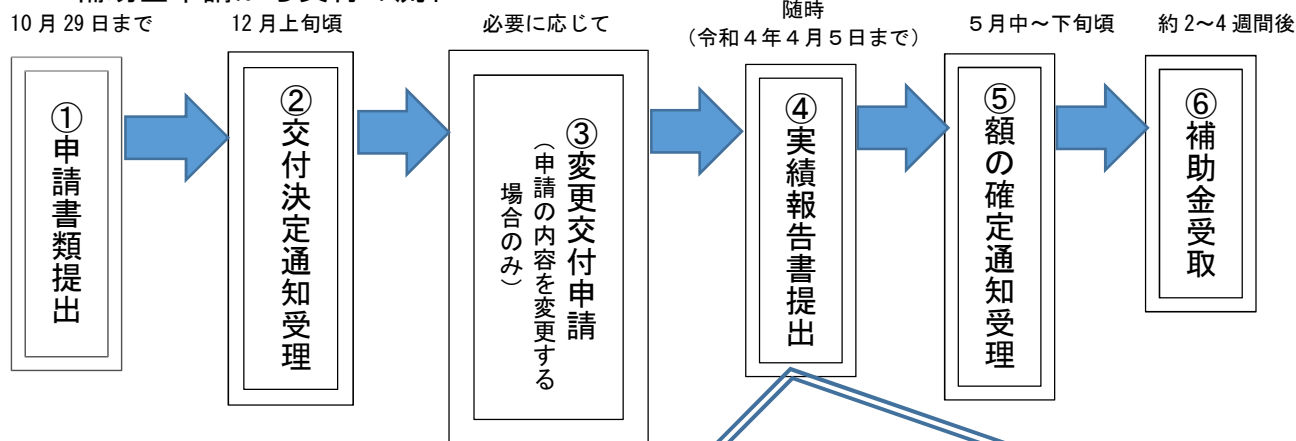 10月29日まで
12月上旬頃
必要に応じて
随時
（令和４年４月５日まで）
５月中～下旬頃
約2～4週間後
①申請書類提出
②交付決定通知受理
③変更交付申請
（申請の内容を変更する
場合のみ）
④実績報告書提出
⑤額の確定通知受理
⑥補助金受取